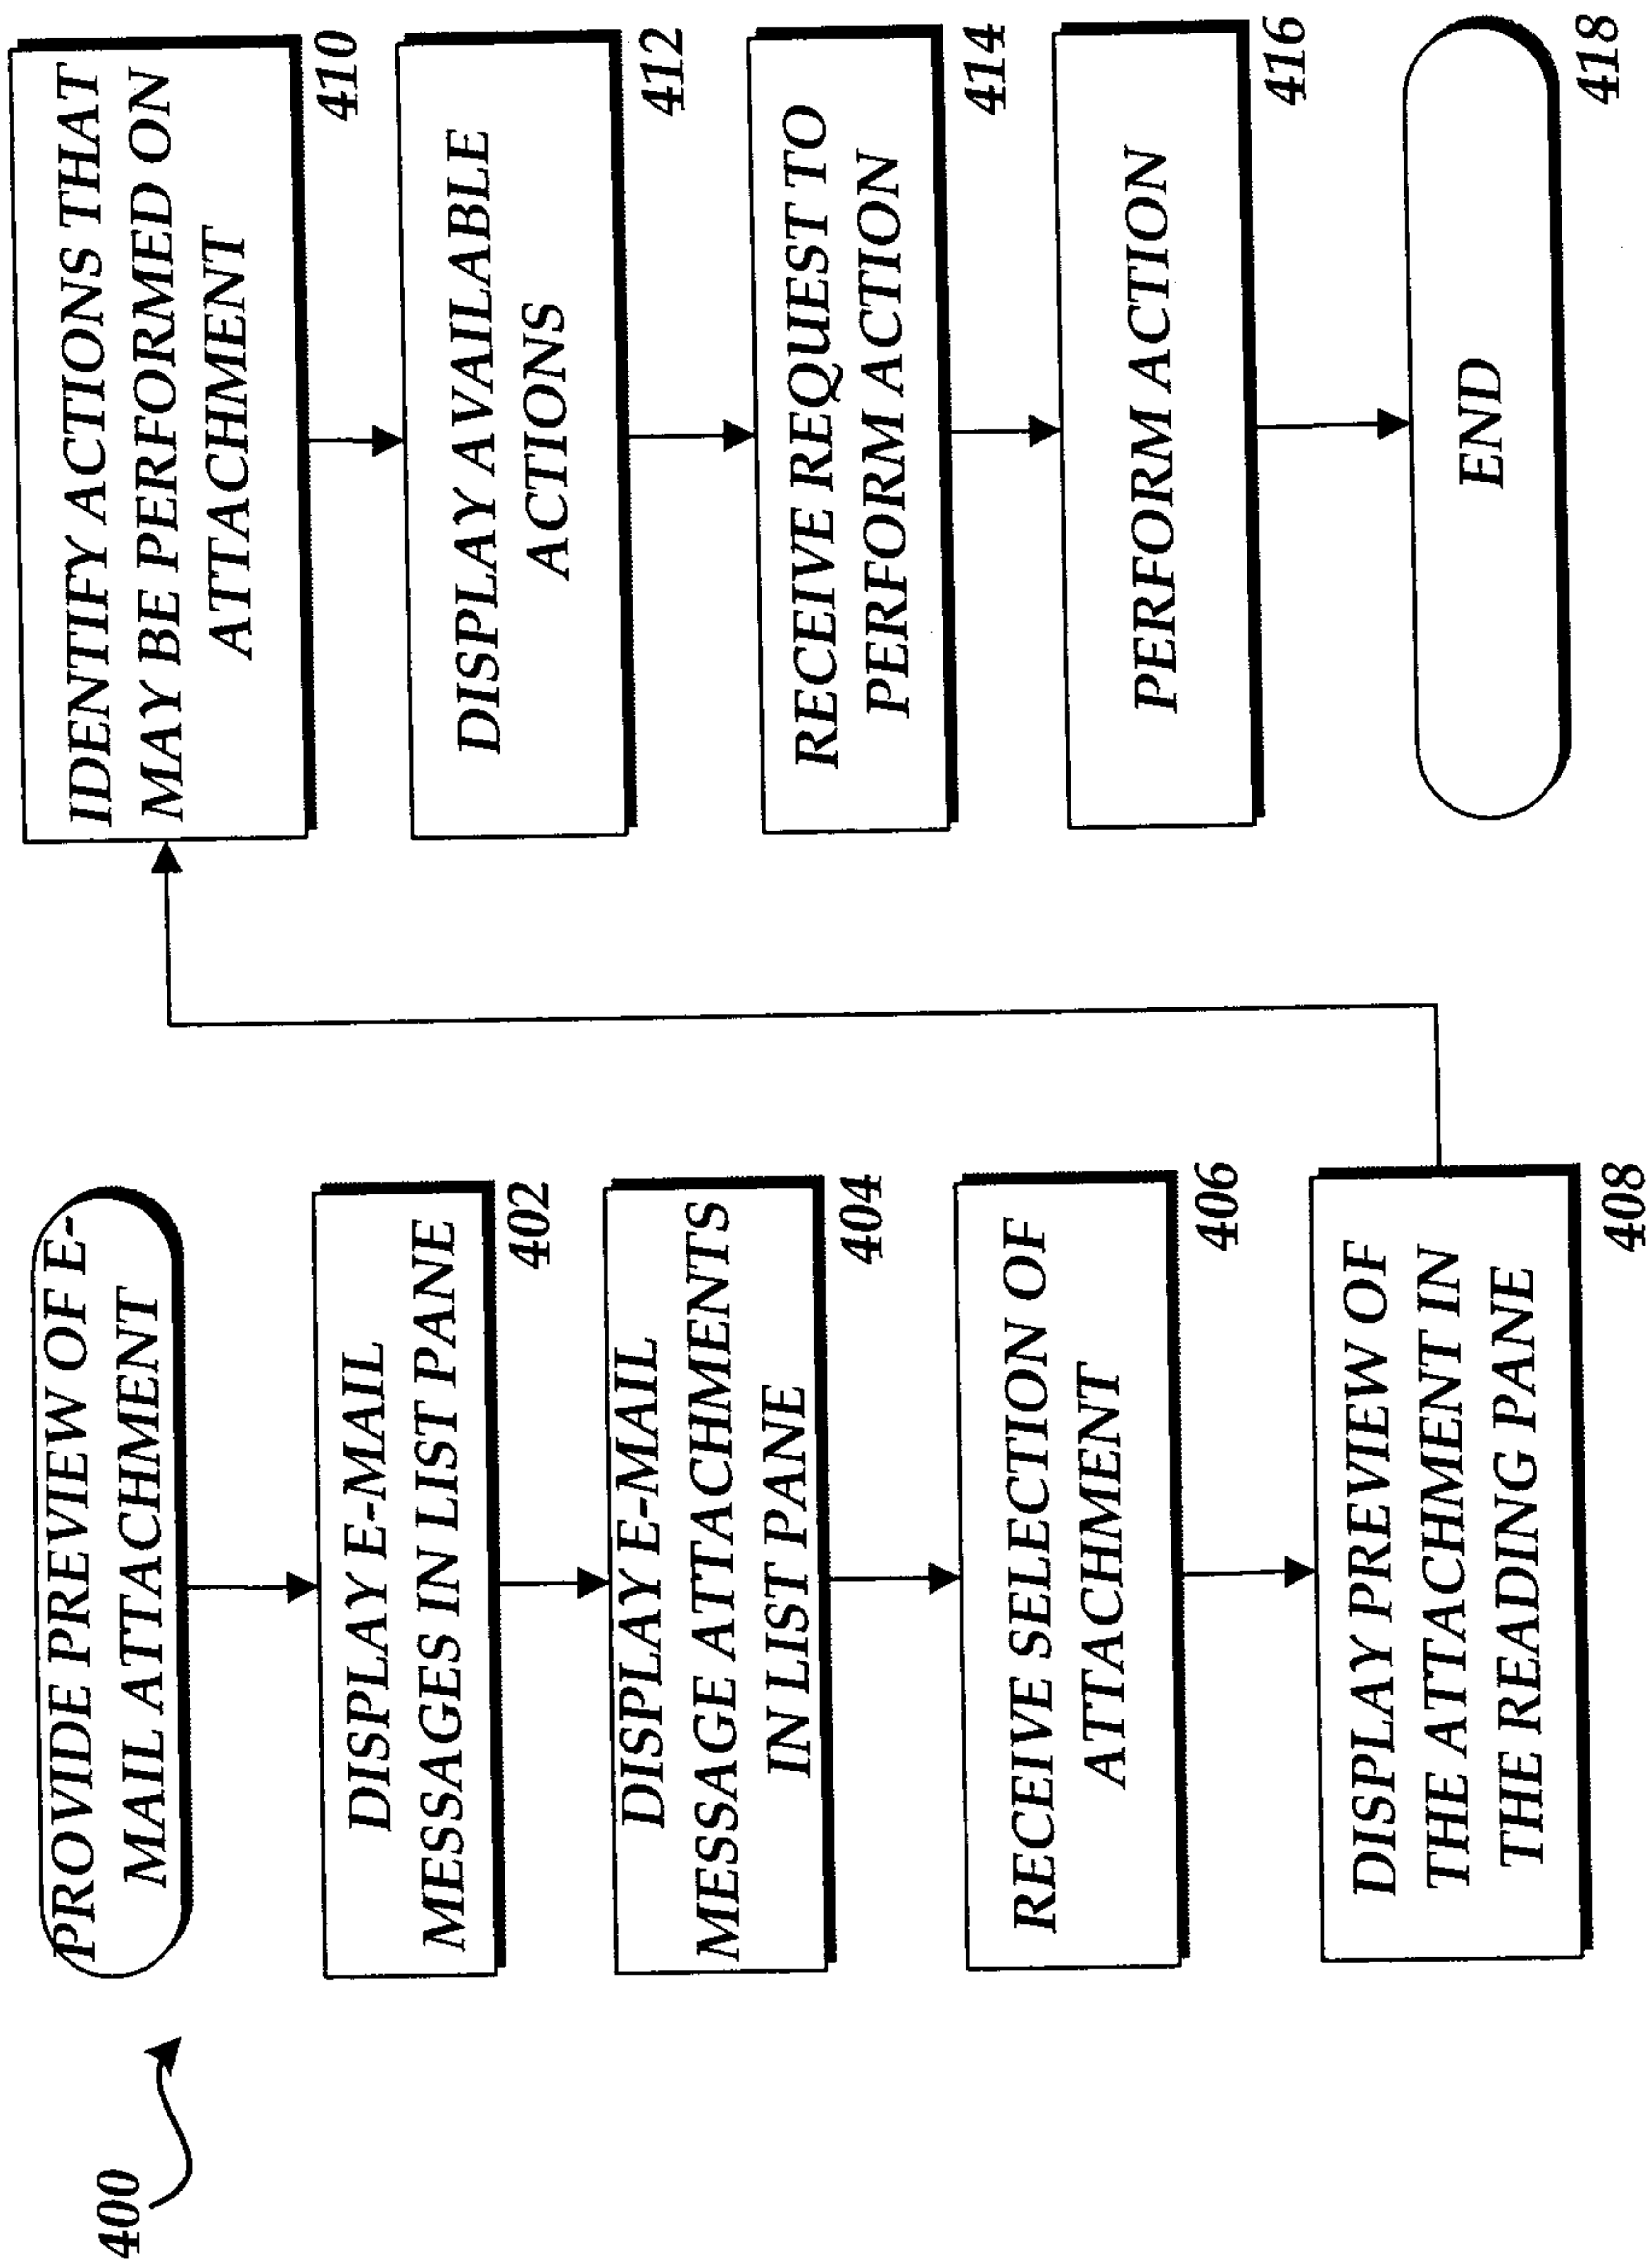 400
PROVIDE PREVIEW OF E-
MAIL ATTACHMENT
DISPLAY E-MAIL
MESSAGES IN LIST PANE
402
DISPLAY E-MAIL
MESSAGE ATTACHMENTS
IN LIST PANE
404
RECEIVE SELECTION OF
ATTACHMENT
406
DISPLAY PREVIEW OF
THE ATTACHMENT IN
THE READING PANE
408
IDENTIFY ACTIONS THAT
MAY BE PERFORMED ON
ATTACHMENT
410
DISPLAY AVAILABLE
ACTIONS
412
RECEIVE REQUEST TO
PERFORM ACTION
414
PERFORM ACTION
416
END
418